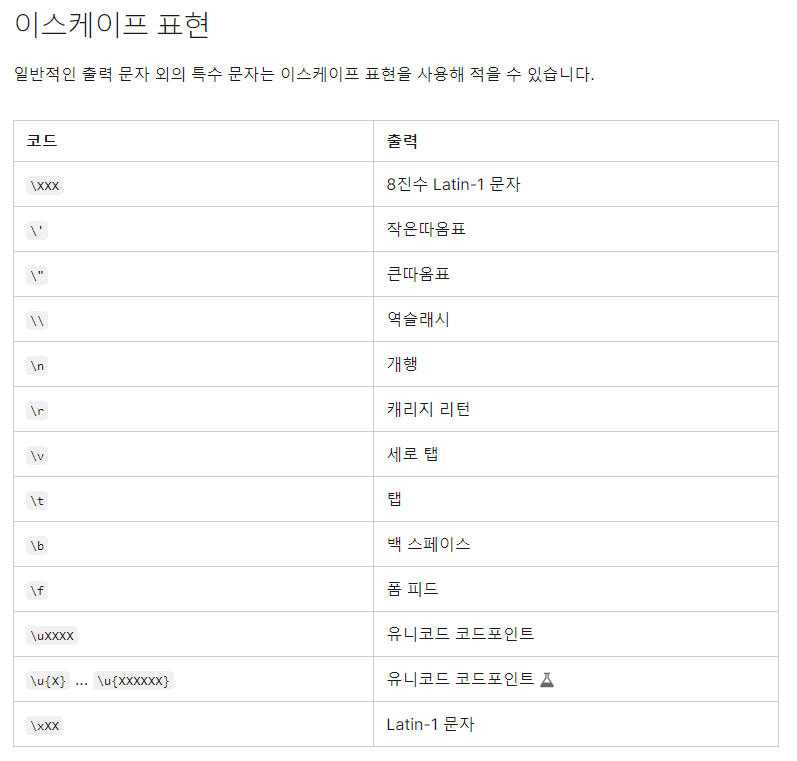 이스케이프 표현
일반적인 출력 문자 외의 특수 문자는 이스케이프 표현을 사용해 적을 수 있습니다.
코드 출력
\XXX 8진수 Latin-1 문자
\' 작은따옴표
\" 큰따옴표
\\ 역슬래시
\n 개행
\r 캐리지 리턴
\v 세로 탭
\t 탭
\b 백 스페이스
\f 폼 피드
\uXXXX 유니코드 코드포인트
\u{X} ... \u{XXXXXX} 유니코드 코드포인트
\xXX Latin-1 문자